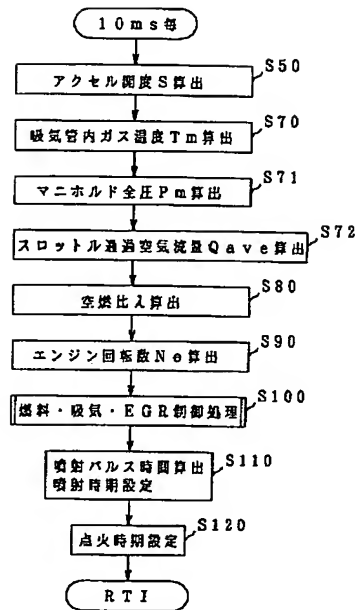 10ms毎
アクセル開度S算出
S50
吸気管内ガス温度Tm算出
S70
マニホルド全圧Pm算出
S71
スロットル通過空気流量Qave算出
S72
空燃比λ算出
S80
エンジン回転数Ne算出
S90
燃料・吸気・EGR制御処理
S100
噴射パルス時間算出
噴射時期設定
S110
点火時期設定
S120
RTI